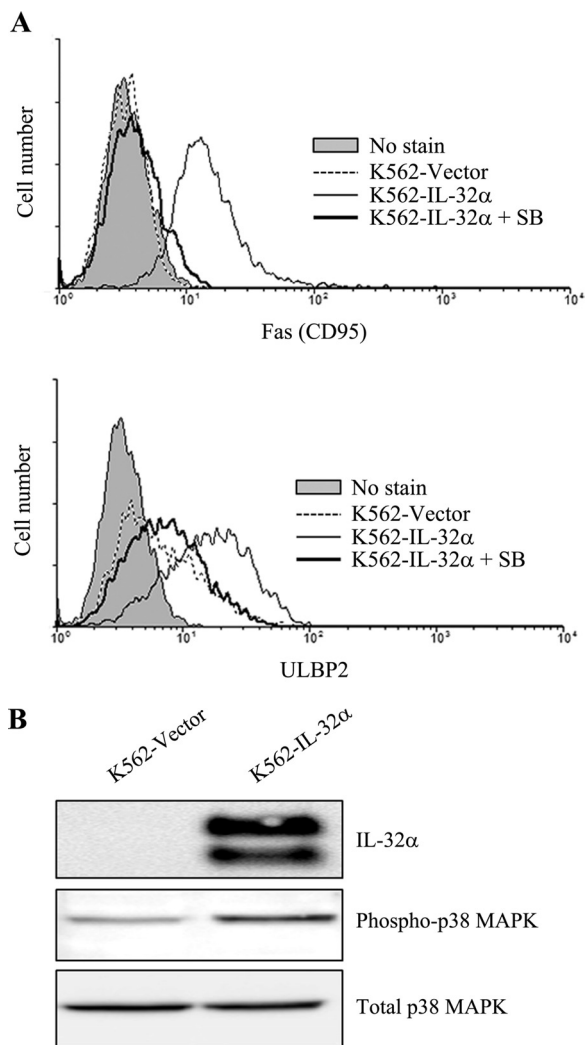 A
Cell number
No stain
K562-Vector
K562-IL-32α
K562-IL-32α + SB
10⁰ 10¹ 10² 10³ 10⁴
Fas (CD95)
Cell number
No stain
K562-Vector
K562-IL-32α
K562-IL-32α + SB
10⁰ 10¹ 10² 10³ 10⁴
ULBP2
B
K562-Vector
K562-IL-32α
IL-32α
Phospho-p38 MAPK
Total p38 MAPK